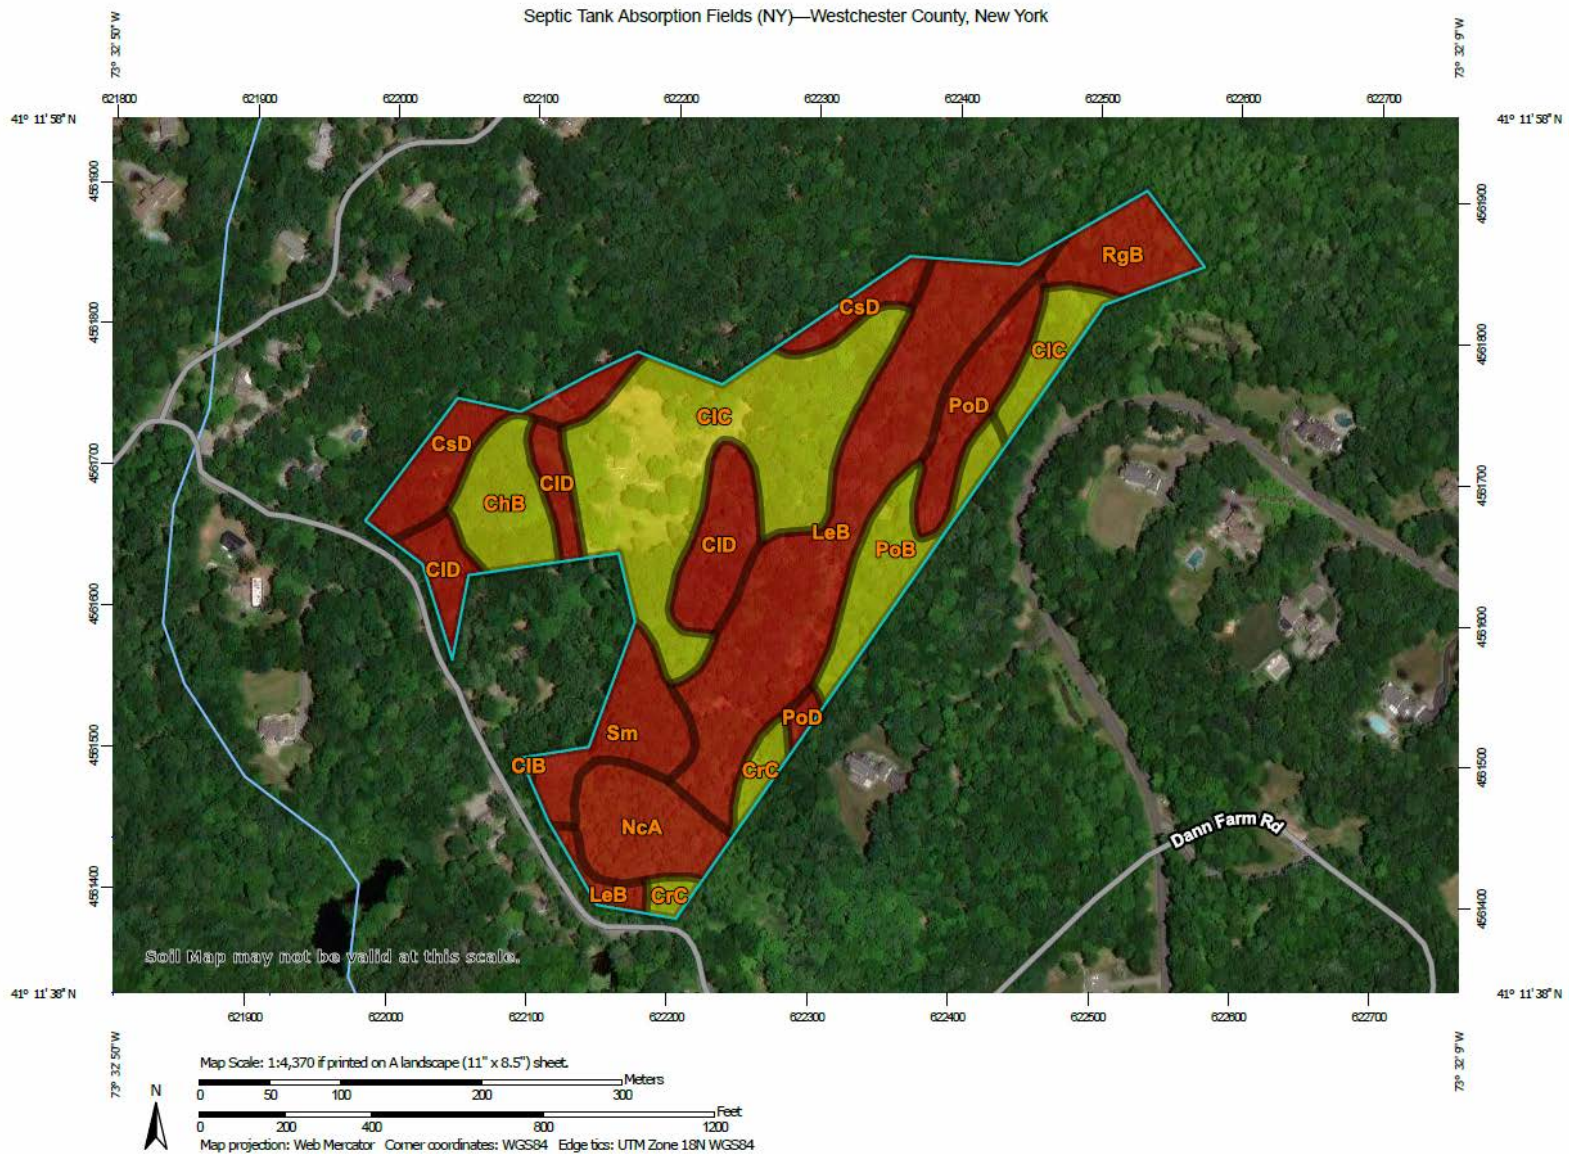 Septic Tank Absorption Fields (NY)—Westchester County, New York
73° 32' 50" W
73° 32' 9" W
621800 621900 622000 622100 622200 622300 622400 622500 622600 622700
41° 11' 58" N
41° 11' 58" N
4561900
4561900
RgB
CsD
4561800
4561800
ClC
PoD
ClC
CsD
4561700
4561700
ClD
ChB
LeB
ClD
PoB
ClD
4561600
4561600
PoD
Sm
4561500
4561500
ClB
CrC
NcA
Dann Farm Rd
4561400
4561400
LeB
CrC
Soil Map may not be valid at this scale.
41° 11' 38" N
41° 11' 38" N
621900 622000 622100 622200 622300 622400 622500 622600 622700
73° 32' 50" W
73° 32' 9" W
Map Scale: 1:4,370 if printed on A landscape (11" x 8.5") sheet.
N
Meters
0 50 100 200 300
Feet
0 200 400 800 1200
Map projection: Web Mercator Corner coordinates: WGS84 Edge tics: UTM Zone 18N WGS84